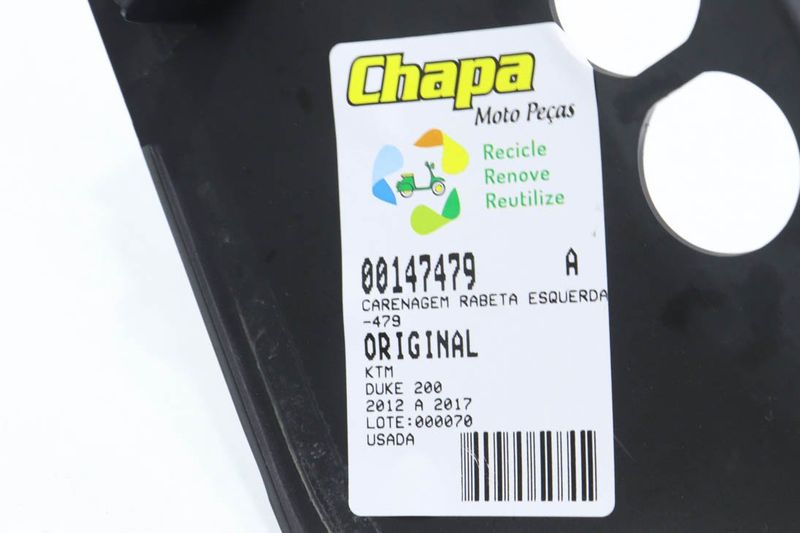 Chapa
Moto Peças
Recicle
Renove
Reutilize
00147479 A
CARENAGEM RABETA ESQUERDA
-479
ORIGINAL
KTM
DUKE 200
2012 A 2017
LOTE:000070
USADA